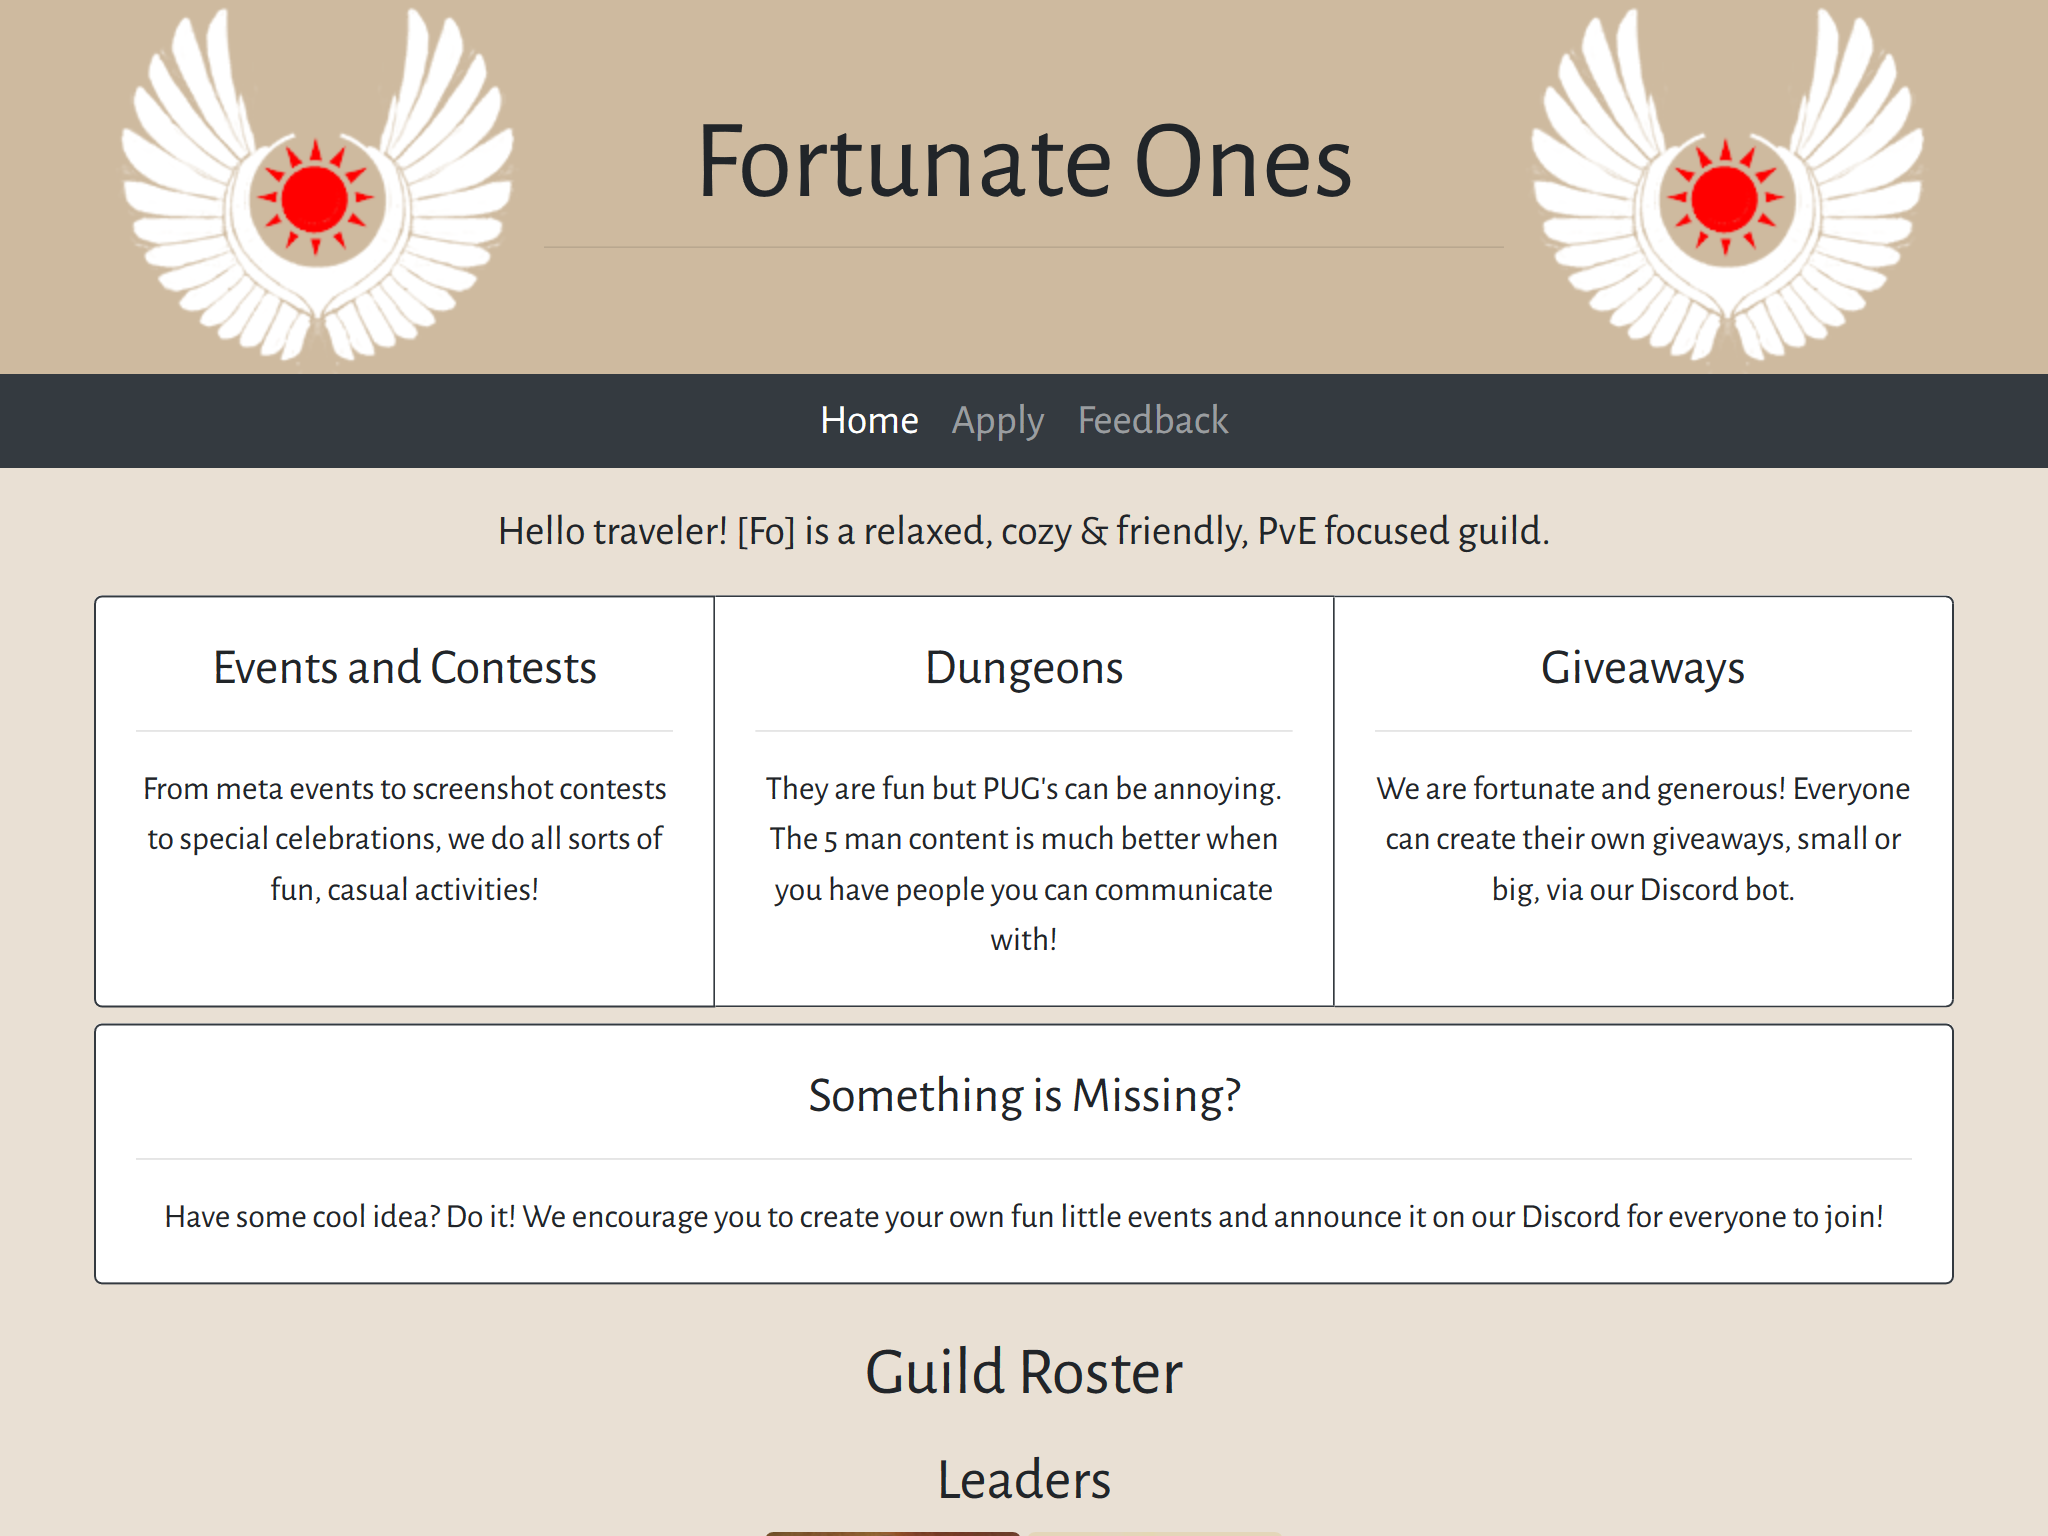 Fortunate Ones
Home Apply Feedback
Hello traveler! [Fo] is a relaxed, cozy & friendly, PvE focused guild.
Events and Contests
From meta events to screenshot contests
to special celebrations, we do all sorts of
fun, casual activities!
Dungeons
They are fun but PUG's can be annoying.
The 5 man content is much better when
you have people you can communicate
with!
Giveaways
We are fortunate and generous! Everyone
can create their own giveaways, small or
big, via our Discord bot.
Something is Missing?
Have some cool idea? Do it! We encourage you to create your own fun little events and announce it on our Discord for everyone to join!
Guild Roster
Leaders